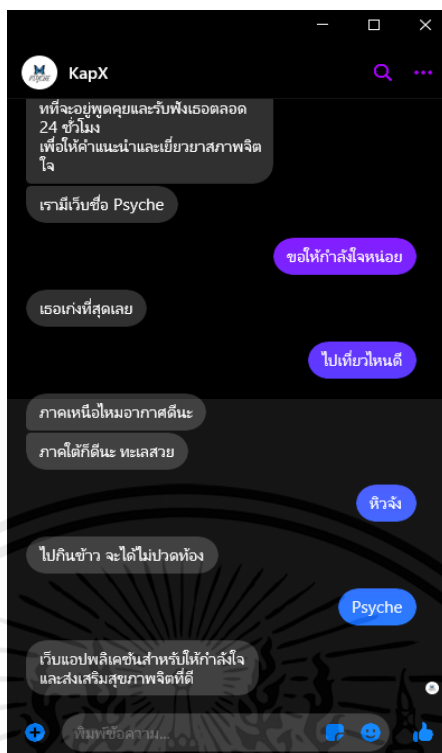 PSYCHE
KapX
ทที่จะอยู่พูดคุยและรับฟังเธอตลอด
24 ชั่วโมง
เพื่อให้คำแนะนำและเยี่ยวยาสภาพจิต
ใจ
เรามีเว็บชื่อ Psyche
ขอให้กำลังใจหน่อย
เธอเก่งที่สุดเลย
ไปเที่ยวไหนดี
ภาคเหนือไหมอากาศดีนะ
ภาคใต้ก็ดีนะ ทะเลสวย
หิวจัง
ไปกินข้าว จะได้ไม่ปวดท้อง
Psyche
เว็บแอปพลิเคชันสำหรับให้กำลังใจ
และส่งเสริมสุขภาพจิตที่ดี
พิมพ์ข้อความ...